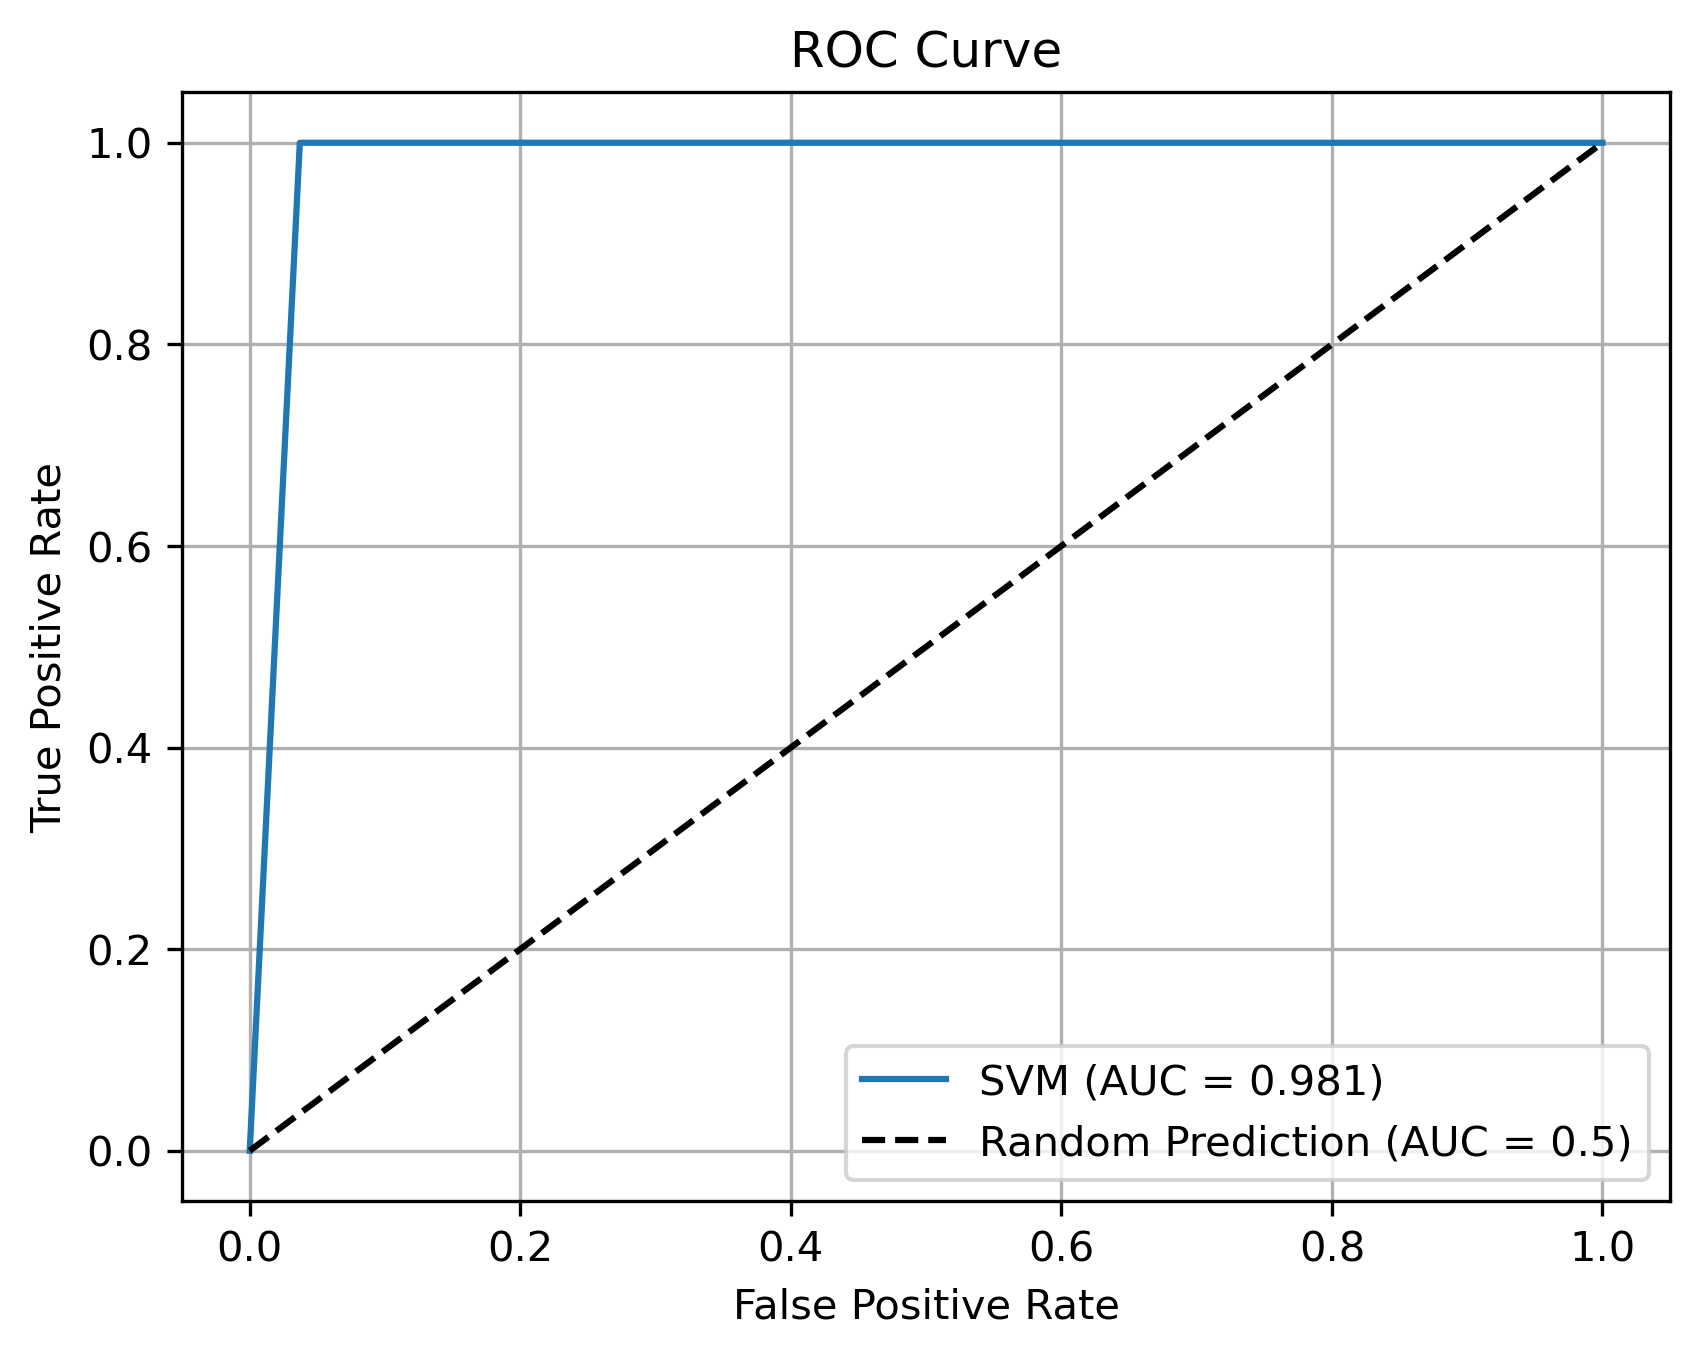 ROC Curve
True Positive Rate
1.0
0.8
0.6
0.4
0.2
0.0
SVM (AUC = 0.981)
Random Prediction (AUC = 0.5)
0.0 0.2 0.4 0.6 0.8 1.0
False Positive Rate